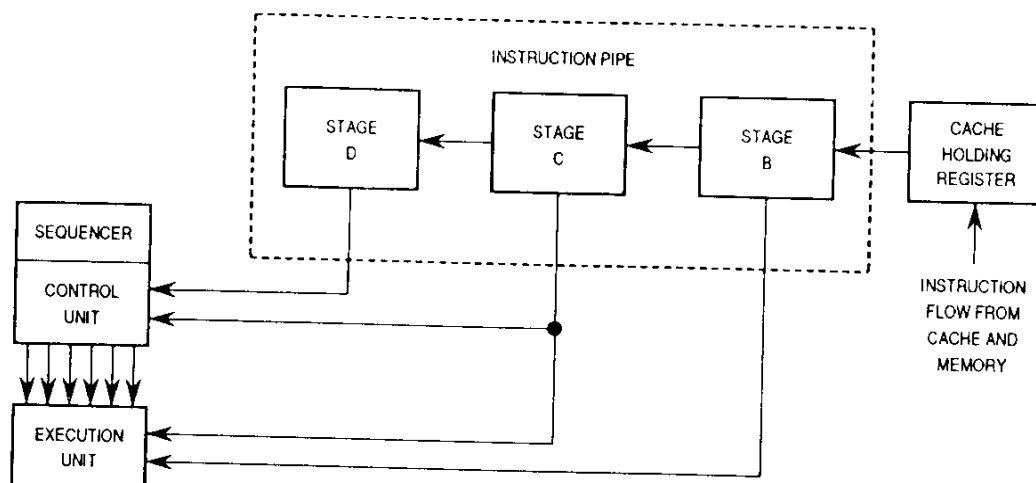 INSTRUCTION PIPE
STAGE
D
STAGE
C
STAGE
B
CACHE
HOLDING
REGISTER
SEQUENCER
CONTROL
UNIT
INSTRUCTION
FLOW FROM
CACHE AND
MEMORY
EXECUTION
UNIT